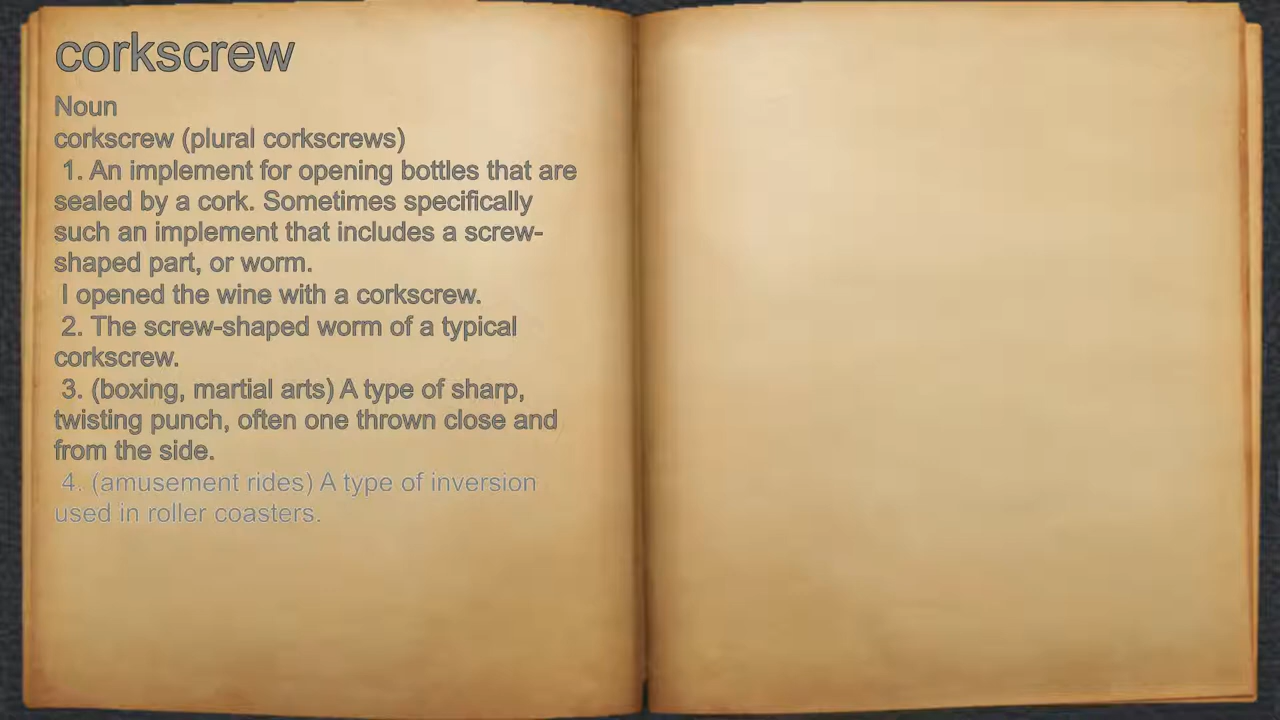 corkscrew
Noun
corkscrew (plural corkscrews)
1. An implement for opening bottles that are
sealed by a cork. Sometimes specifically
such an implement that includes a screw-
shaped part, or worm.
I opened the wine with a corkscrew.
2. The screw-shaped worm of a typical
corkscrew.
3. (boxing, martial arts) A type of sharp,
twisting punch, often one thrown close and
from the side.
4. (amusement rides) A type of inversion
used in roller coasters.